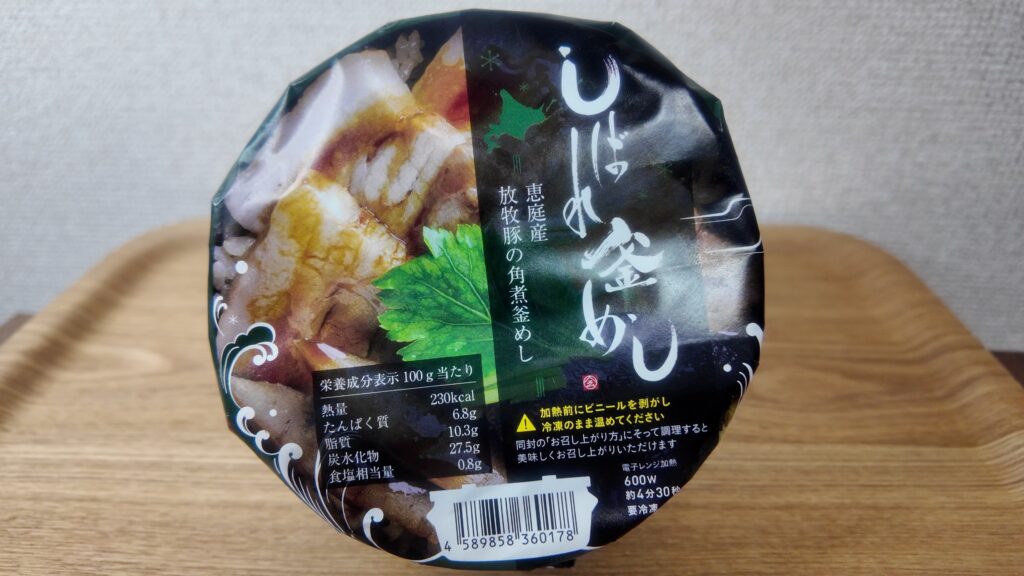 しばれ釜めし
恵庭産
放牧豚の角煮釜めし
栄養成分表示100g当たり
熱量 230kcal
たんぱく質 6.8g
脂質 10.3g
炭水化物 27.5g
食塩相当量 0.8g
加熱前にビニールを剥がし
冷凍のまま温めてください
同封の「お召し上がり方」にそって調理すると
美味しくお召し上がりいただけます
電子レンジ加熱
600W
約4分30秒
要冷凍
4 589858 360178